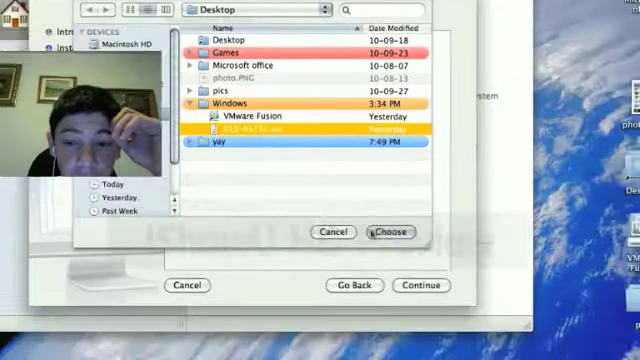 Desktop
Name
Date Modified
DEVICES
Macintosh HD
Desktop
10-09-18
Games
10-09-23
Microsoft office
10-08-07
photo.PNG
10-08-13
pics
10-09-27
Windows
3:34 PM
VMware Fusion
Yesterday
Yesterday
yay
7:49 PM
Today
Yesterday
Past Week
Cancel
Choose
Cancel
Go Back
Continue